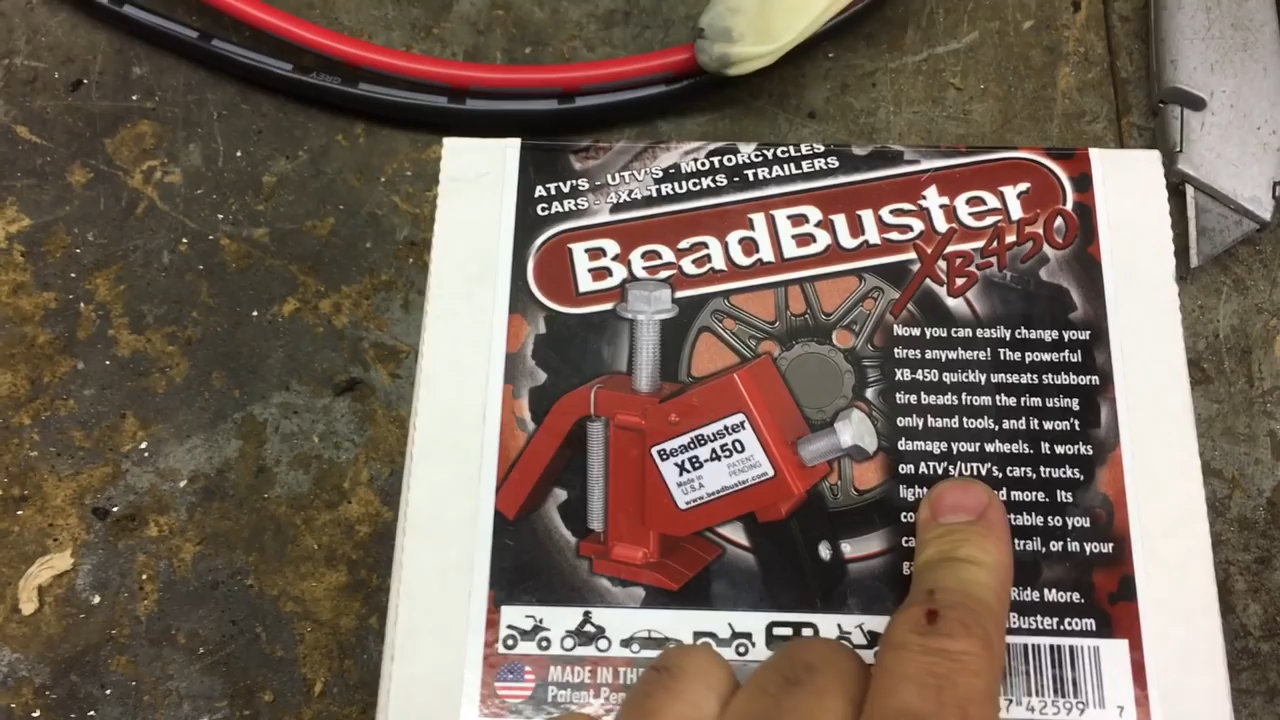 GREY
ATV'S - UTV'S - MOTORCYCLES
CARS - 4X4 TRUCKS - TRAILERS
BeadBuster
XB-450
Now you can easily change your
tires anywhere! The powerful
XB-450 quickly unseats stubborn
tire beads from the rim using
only hand tools, and it won't
damage your wheels. It works
on ATV's/UTV's, cars, trucks,
light more. Its
so you
trail, or in your
Ride More.
Buster.com
BeadBuster
XB-450
Made in
U.S.A
PATENT
PENDING
www.beadbuster.com
MADE IN THE
Patent
7 42599 7